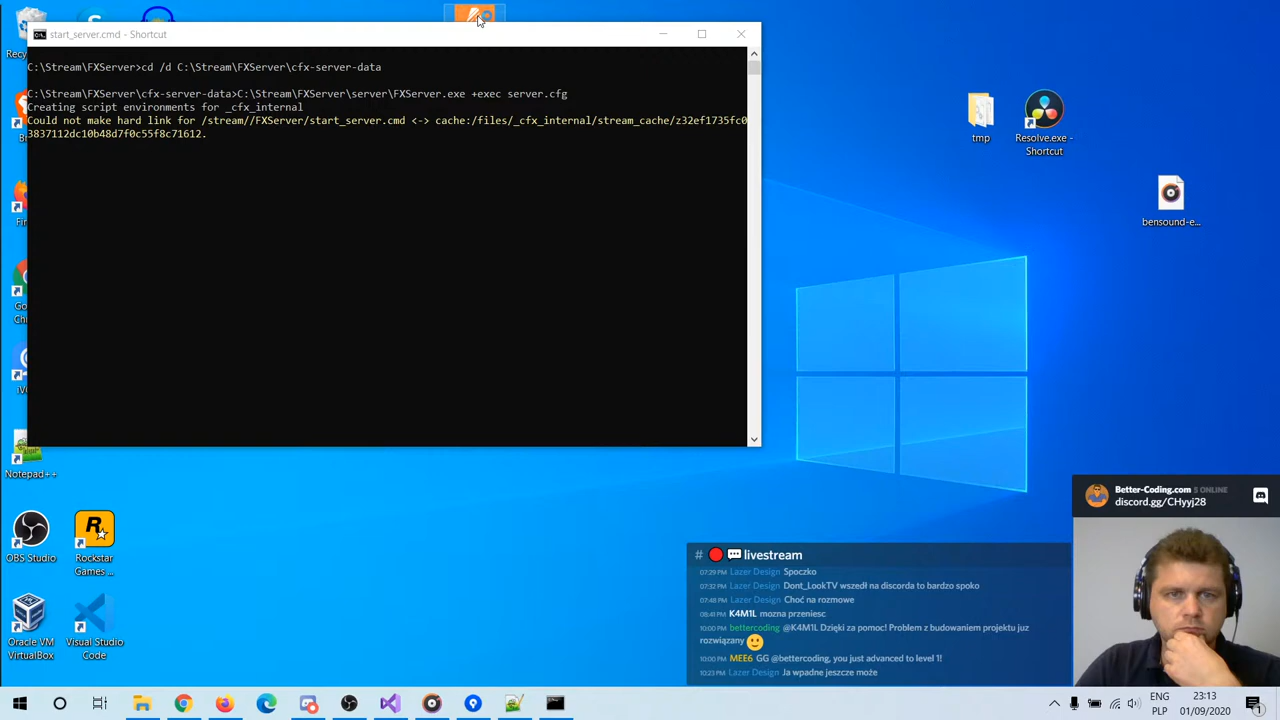 start_server.cmd - Shortcut
C:\Stream\FXServer>cd /d C:\Stream\FXServer\cfx-server-data
C:\Stream\FXServer\cfx-server-data>C:\Stream\FXServer\server\FXServer.exe +exec server.cfg
Creating script environments for _cfx_internal
Could not make hard link for /stream//FXServer/start_server.cmd <-> cache:/files/_cfx_internal/stream_cache/z32ef1735fc0
3837112dc10b48d7f0c55f8c71612.
tmp
Resolve.exe -
Shortcut
bensound-e...
Notepad++
OBS Studio
Rockstar
Games ...
Oracle VM
VirtualBox
Visual Studio
Code
Better-Coding.com 5 ONLINE
discord.gg/CHyyj28
# livestream
07:29 PM Lazer Design Spoczko
07:32 PM Lazer Design Dont_LookTV wszedł na discorda to bardzo spoko
07:48 PM Lazer Design Choć na rozmowe
08:41 PM K4M1L mozna przeniesc
10:00 PM bettercoding @K4M1L Dzięki za pomoc! Problem z budowaniem projektu juz
rozwiązany
10:00 PM MEE6 GG @bettercoding, you just advanced to level 1!
10:23 PM Lazer Design Ja wpadne jeszcze może
ENG
PLP
23:13
01/09/2020
1